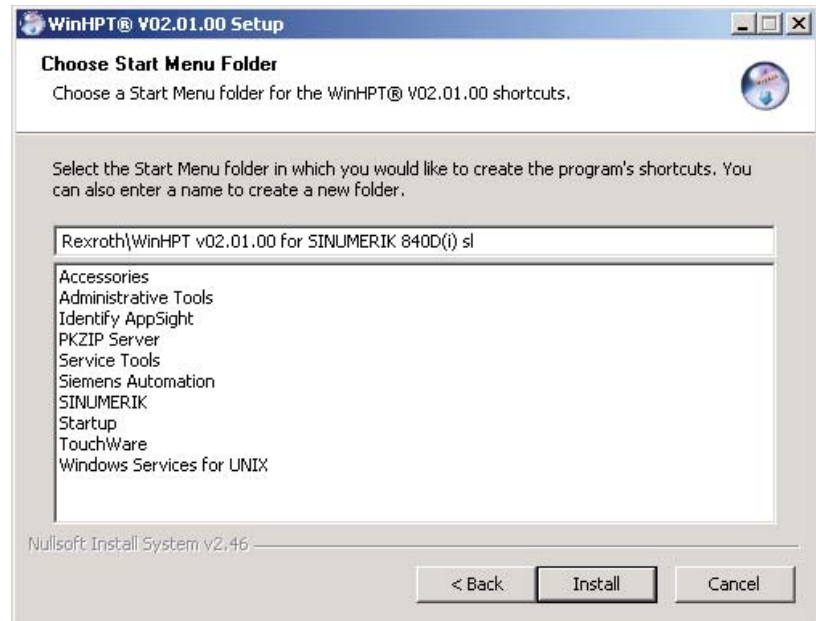 WinHPT® V02.01.00 Setup
Choose Start Menu Folder
Choose a Start Menu folder for the WinHPT® V02.01.00 shortcuts.
Select the Start Menu folder in which you would like to create the program's shortcuts. You
can also enter a name to create a new folder.
Rexroth\WinHPT v02.01.00 for SINUMERIK 840D(i) sl
Accessories
Administrative Tools
Identify AppSight
PKZIP Server
Service Tools
Siemens Automation
SINUMERIK
Startup
TouchWare
Windows Services for UNIX
Nullsoft Install System v2.46
< Back Install Cancel